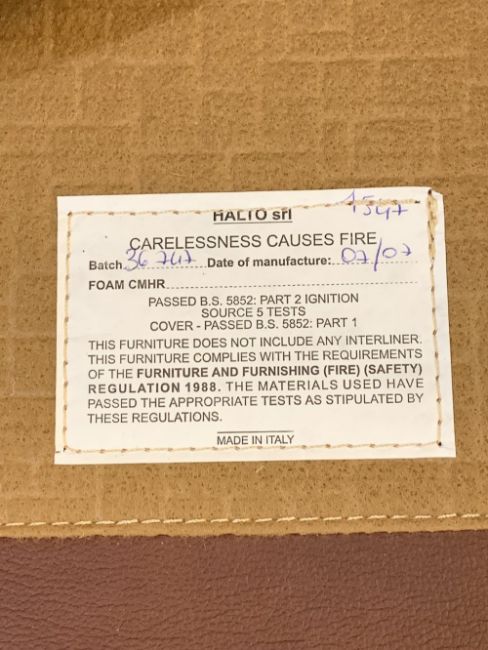 HALTO srl
CARELESSNESS CAUSES FIRE
Batch 36 747 Date of manufacture: 07/07
FOAM CMHR
PASSED B.S. 5852: PART 2 IGNITION
SOURCE 5 TESTS
COVER - PASSED B.S. 5852: PART 1
THIS FURNITURE DOES NOT INCLUDE ANY INTERLINER.
THIS FURNITURE COMPLIES WITH THE REQUIREMENTS
OF THE FURNITURE AND FURNISHING (FIRE) (SAFETY)
REGULATION 1988. THE MATERIALS USED HAVE
PASSED THE APPROPRIATE TESTS AS STIPULATED BY
THESE REGULATIONS.
MADE IN ITALY